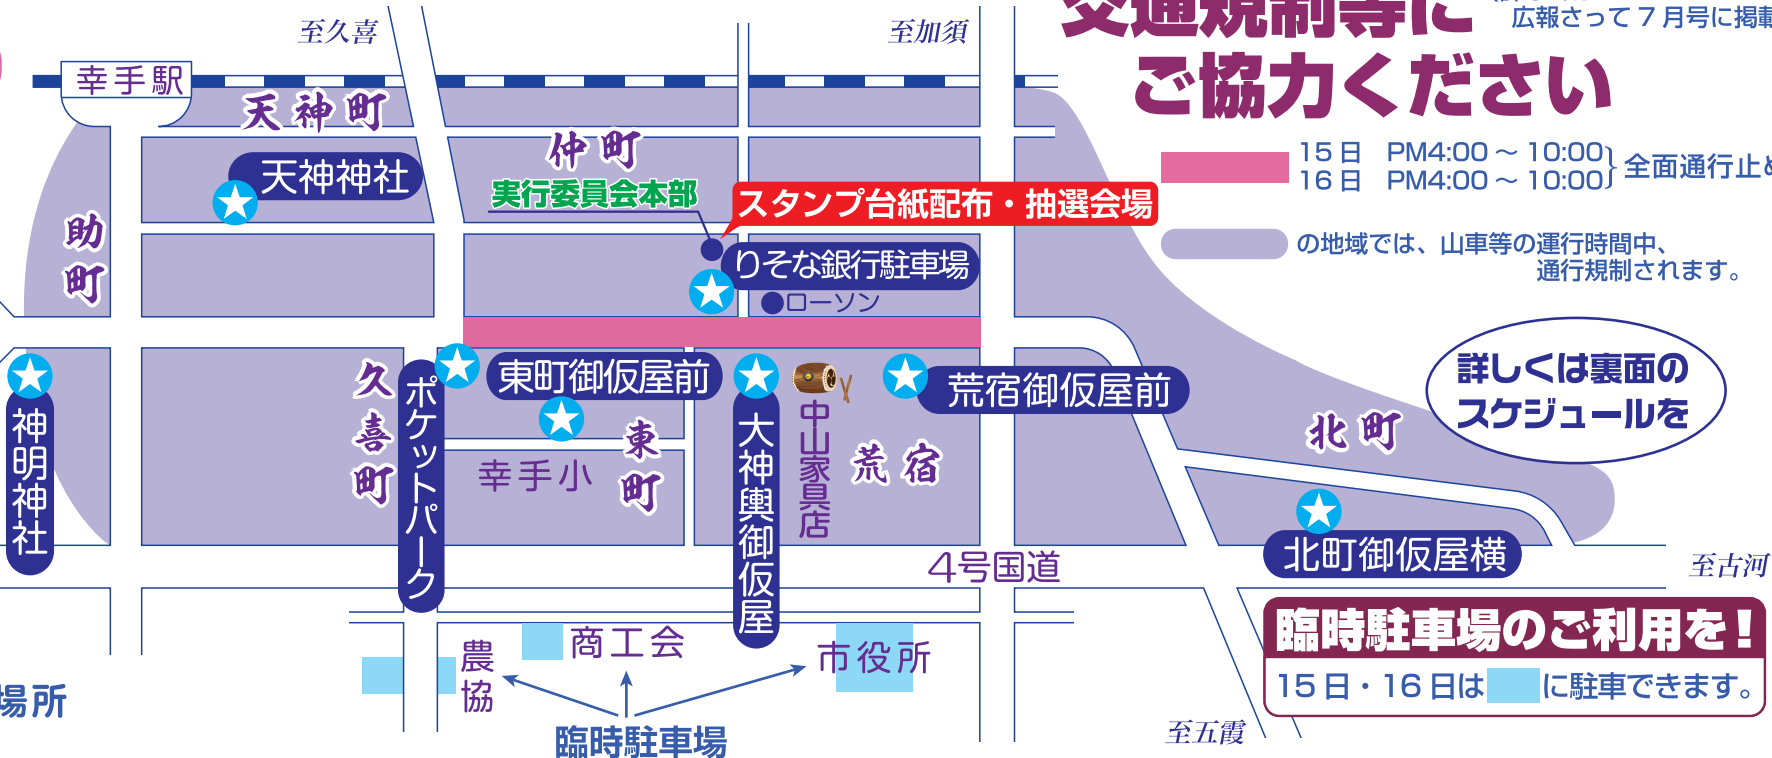 至久喜
至加須
交通規制等に
広報さって７月号に掲載
ご協力ください
幸手駅
天神町
仲町
15日　PM4:00～10:00
16日　PM4:00～10:00
全面通行止め
天神神社
実行委員会本部
スタンプ台紙配布・抽選会場
助町
りそな銀行駐車場
の地域では、山車等の運行時間中、
通行規制されます。
ローソン
詳しくは裏面の
スケジュールを
久喜町
ポケットパーク
東町御仮屋前
荒宿御仮屋前
神明神社
大神輿御仮屋
中山家具店
北町
東町
荒宿
幸手小
北町御仮屋横
4号国道
至古河
臨時駐車場のご利用を！
15日・16日は
に駐車できます。
農協
商工会
市役所
場所
臨時駐車場
至五霞